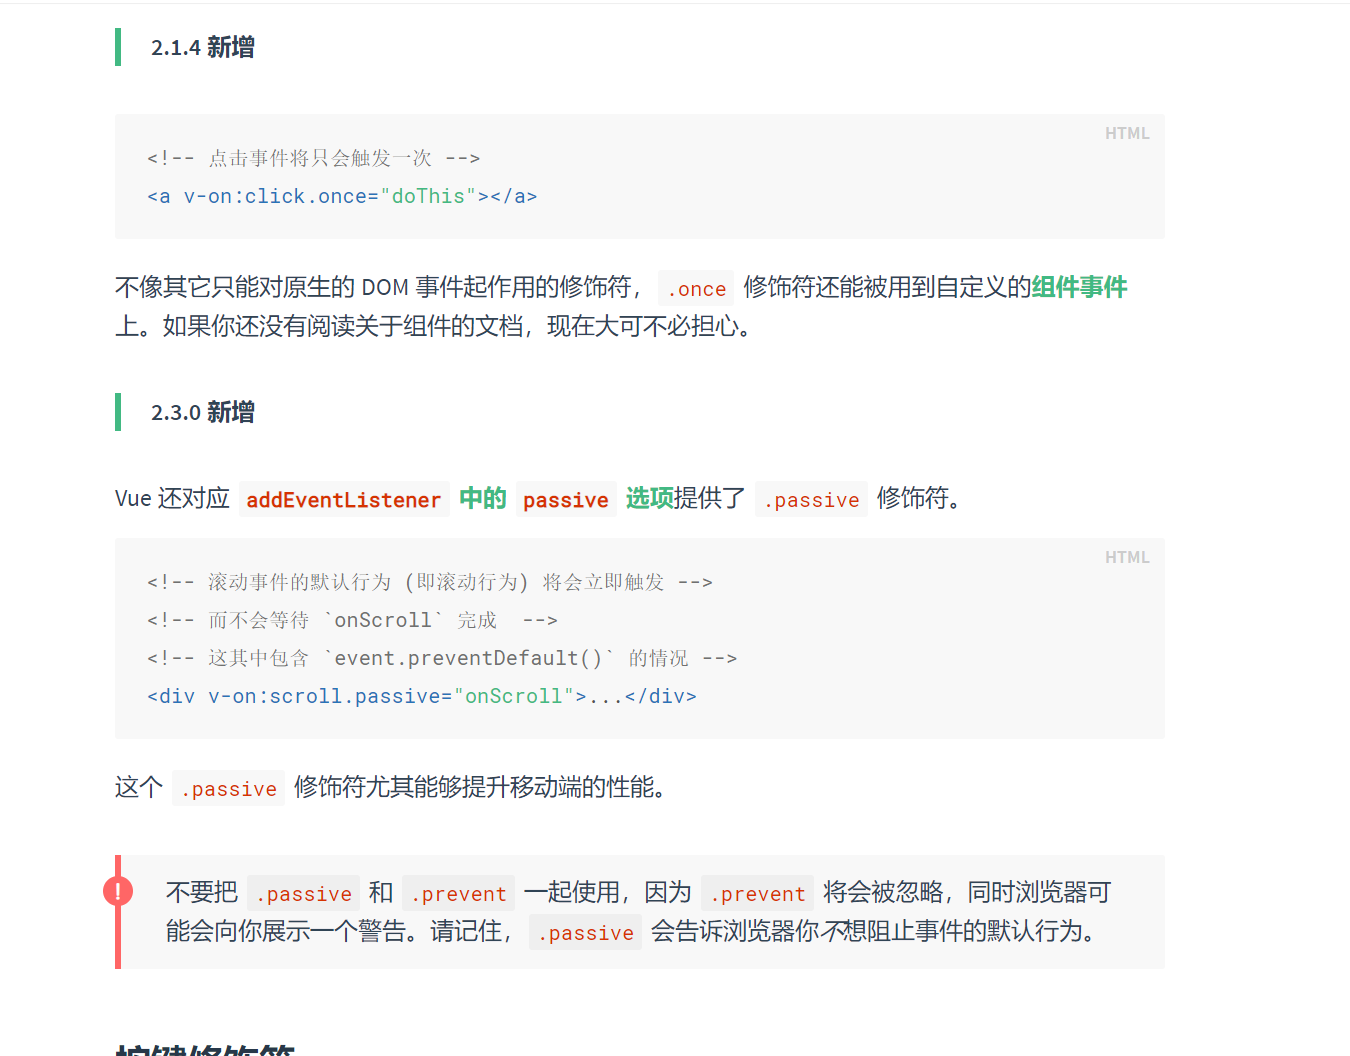 2.1.4 新增
HTML
<!-- 点击事件将只会触发一次 -->
<a v-on:click.once="doThis"></a>
不像其它只能对原生的 DOM 事件起作用的修饰符， .once 修饰符还能被用到自定义的组件事件
上。如果你还没有阅读关于组件的文档，现在大可不必担心。
2.3.0 新增
Vue 还对应 addEventListener 中的 passive 选项提供了 .passive 修饰符。
HTML
<!-- 滚动事件的默认行为 (即滚动行为) 将会立即触发 -->
<!-- 而不会等待 `onScroll` 完成  -->
<!-- 这其中包含 `event.preventDefault()` 的情况 -->
<div v-on:scroll.passive="onScroll">...</div>
这个 .passive 修饰符尤其能够提升移动端的性能。
不要把 .passive 和 .prevent 一起使用，因为 .prevent 将会被忽略，同时浏览器可
能会向你展示一个警告。请记住， .passive 会告诉浏览器你不想阻止事件的默认行为。
按键修饰符